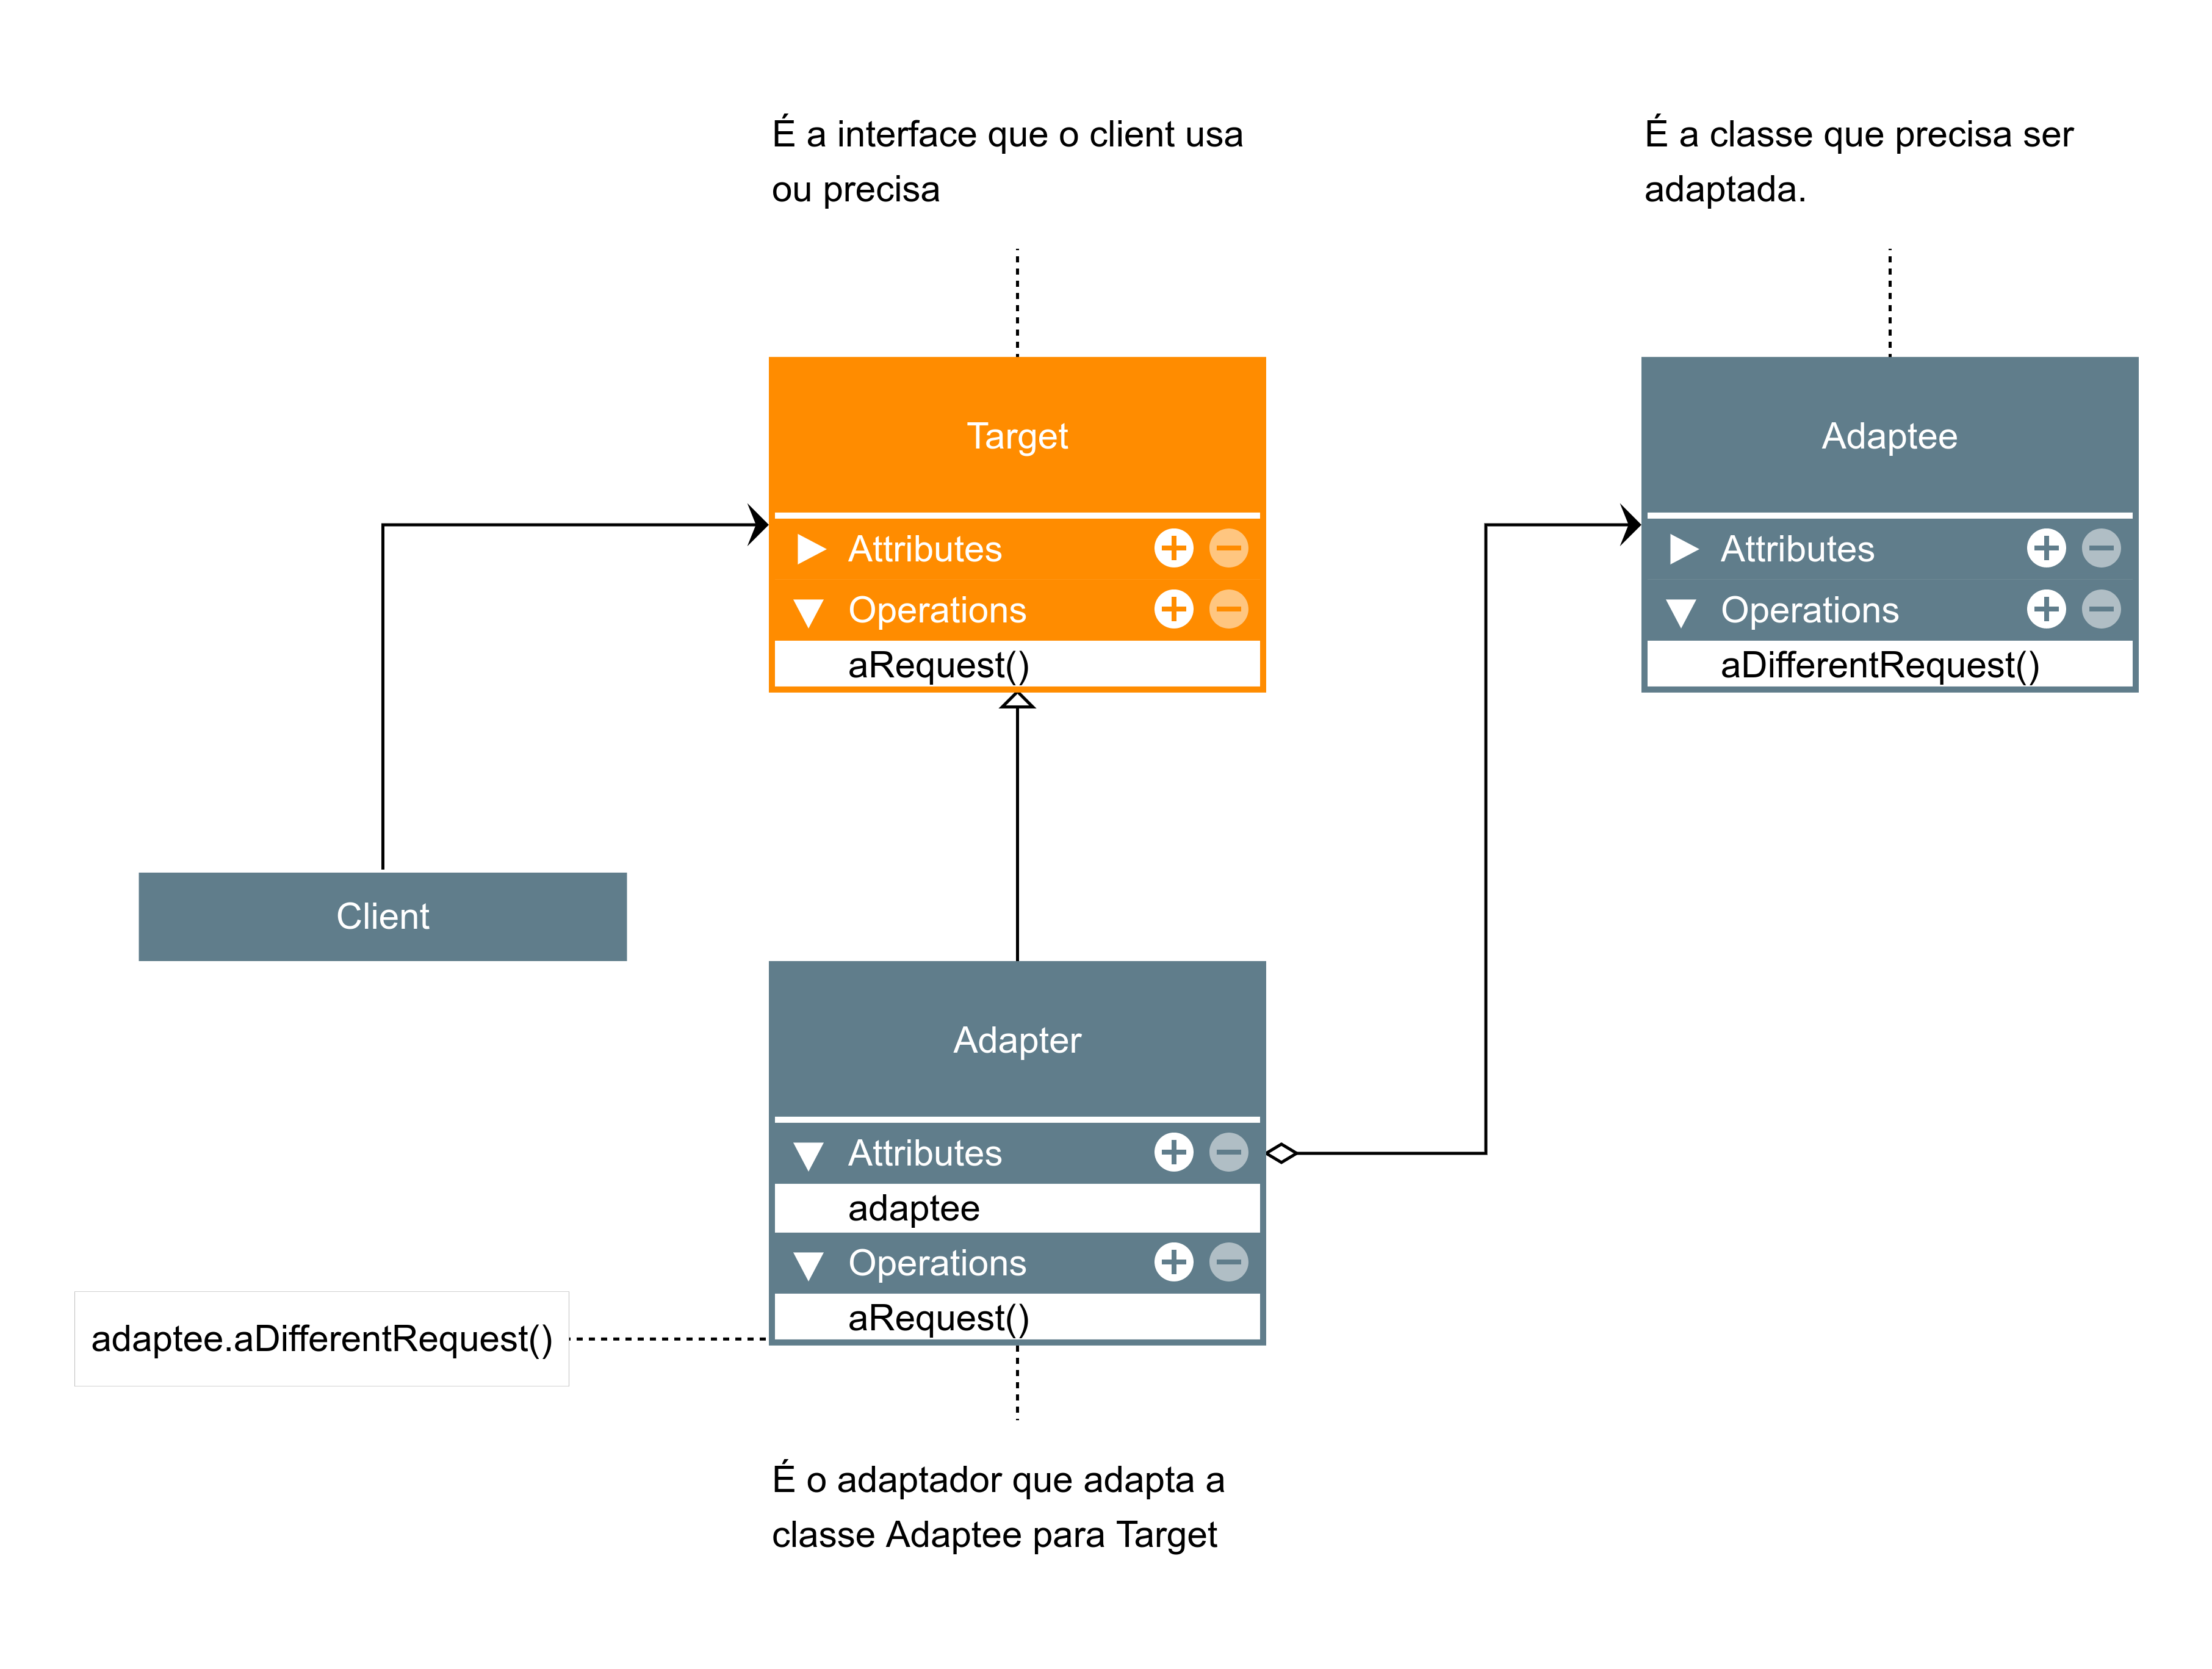 É a interface que o client usa
ou precisa
É a classe que precisa ser
adaptada.
Target
Attributes
Operations
aRequest()
Adaptee
Attributes
Operations
aDifferentRequest()
Client
Adapter
Attributes
adaptee
Operations
aRequest()
adaptee.aDifferentRequest()
É o adaptador que adapta a
classe Adaptee para Target